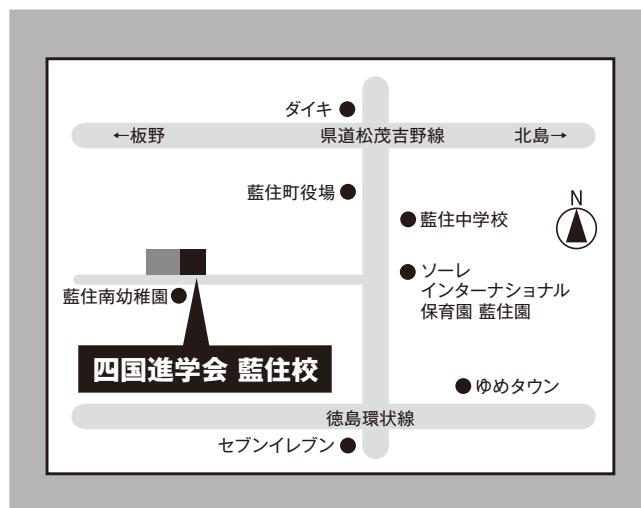 ダイキ
←板野
県道松茂吉野線
北島→
藍住町役場
N
藍住中学校
ソーレ
インターナショナル
保育園 藍住園
藍住南幼稚園
四国進学会 藍住校
ゆめタウン
徳島環状線
セブンイレブン